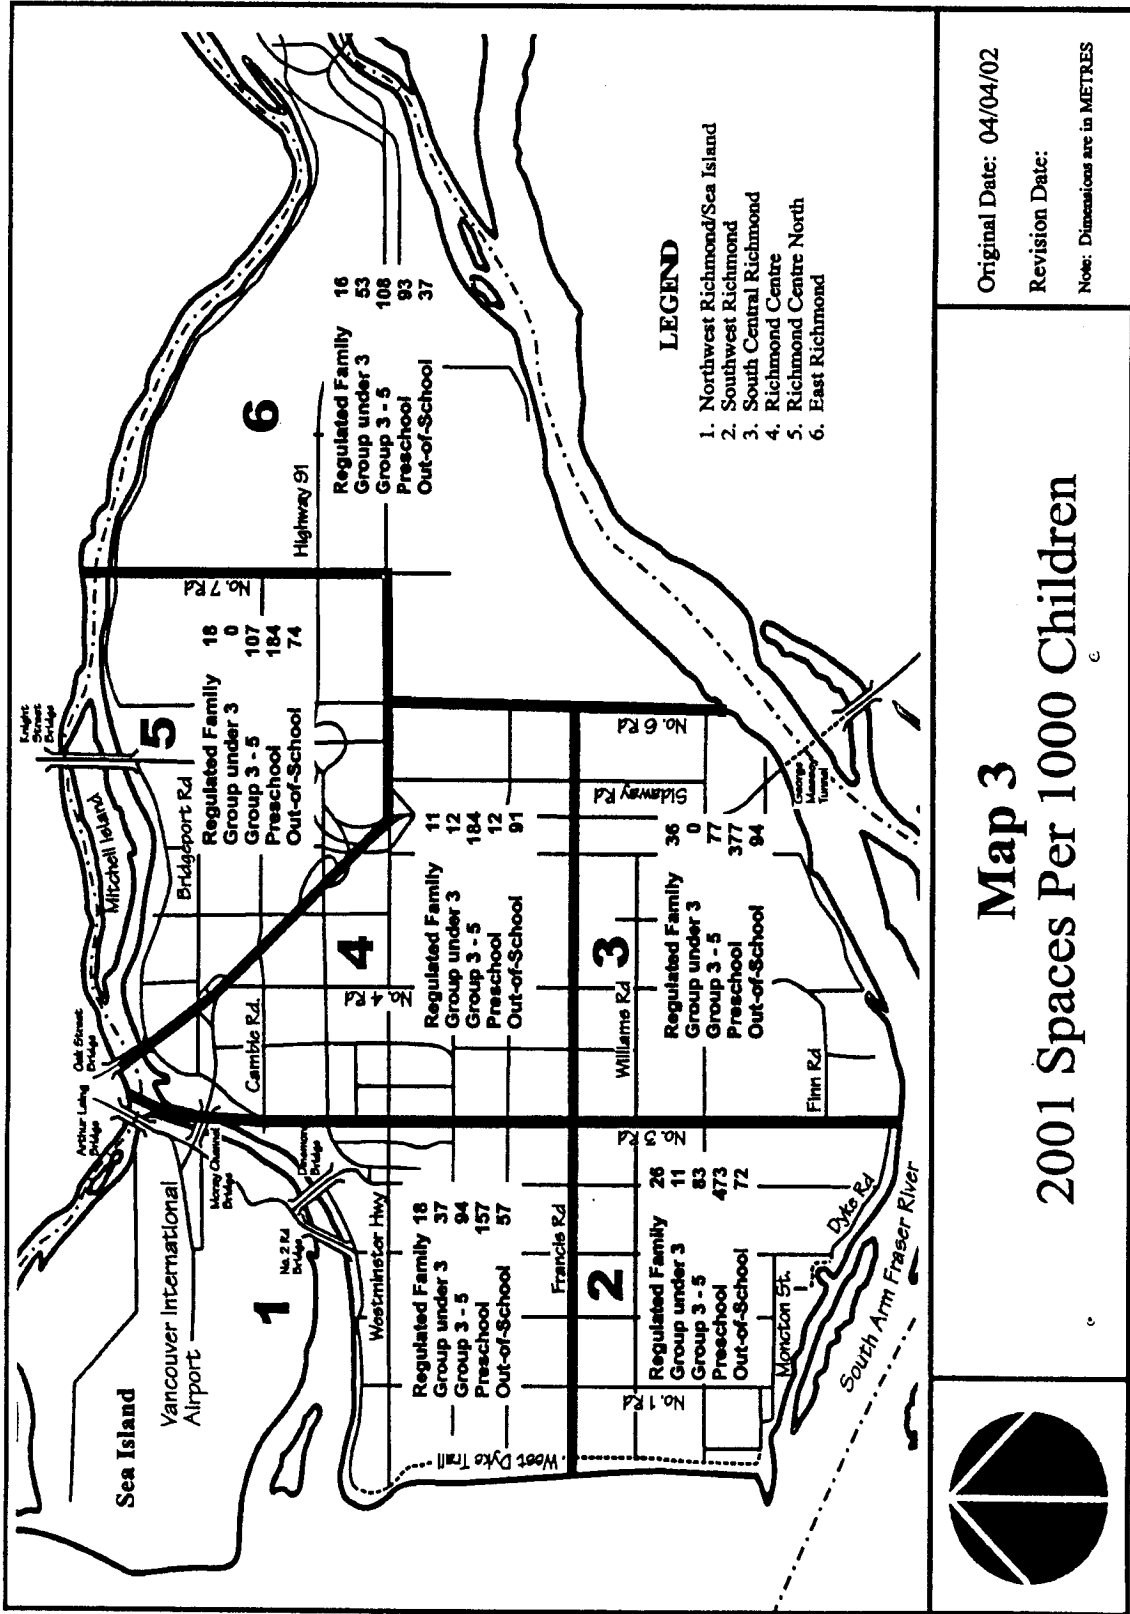 Sea Island
Vancouver International
Airport
Arthur Laing
Bridge
Oak Street
Bridge
Knight
Street
Bridge
Mitchell Island
Bridgeport Rd
Moray Channel
Bridge
No. 2 Rd
Bridge
Dinsmore
Bridge
Cambie Rd.
No. 4 Rd
No. 7 Rd
Highway 91
1
Westminster Hwy
Regulated Family 18
Group under 3 37
Group 3 - 5 94
Preschool 157
Out-of-School 57
West Dyke Trail
Francis Rd
2
Regulated Family 26
Group under 3 11
Group 3 - 5 83
Preschool 473
Out-of-School 72
No. 1 Rd
No. 3 Rd
Moncton St.
Dyke Rd
South Arm Fraser River
3
Williams Rd
Regulated Family 36
Group under 3 0
Group 3 - 5 77
Preschool 377
Out-of-School 94
Finn Rd
Sidaway Rd
No. 6 Rd
George
Massey
Tunnel
4
Regulated Family 11
Group under 3 12
Group 3 - 5 184
Preschool 12
Out-of-School 91
5
Regulated Family 18
Group under 3 0
Group 3 - 5 107
Preschool 184
Out-of-School 74
6
Regulated Family 16
Group under 3 53
Group 3 - 5 108
Preschool 93
Out-of-School 37
LEGEND
1. Northwest Richmond/Sea Island
2. Southwest Richmond
3. South Central Richmond
4. Richmond Centre
5. Richmond Centre North
6. East Richmond
Map 3
2001 Spaces Per 1000 Children
Original Date: 04/04/02
Revision Date:
Note: Dimensions are in METRES